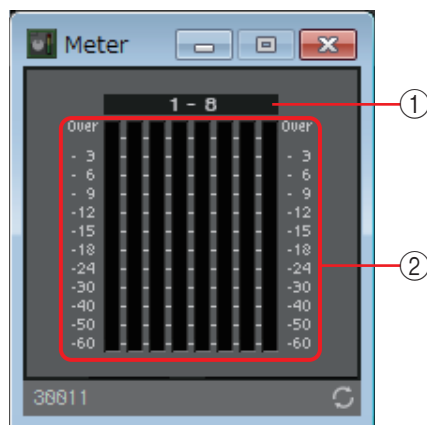 Meter
1 - 8 ①
Over Over
- 3 - 3
- 6 - 6
- 9 - 9
-12 -12
-15 -15
-18 -18
-24 -24 ②
-30 -30
-40 -40
-50 -50
-60 -60
30011